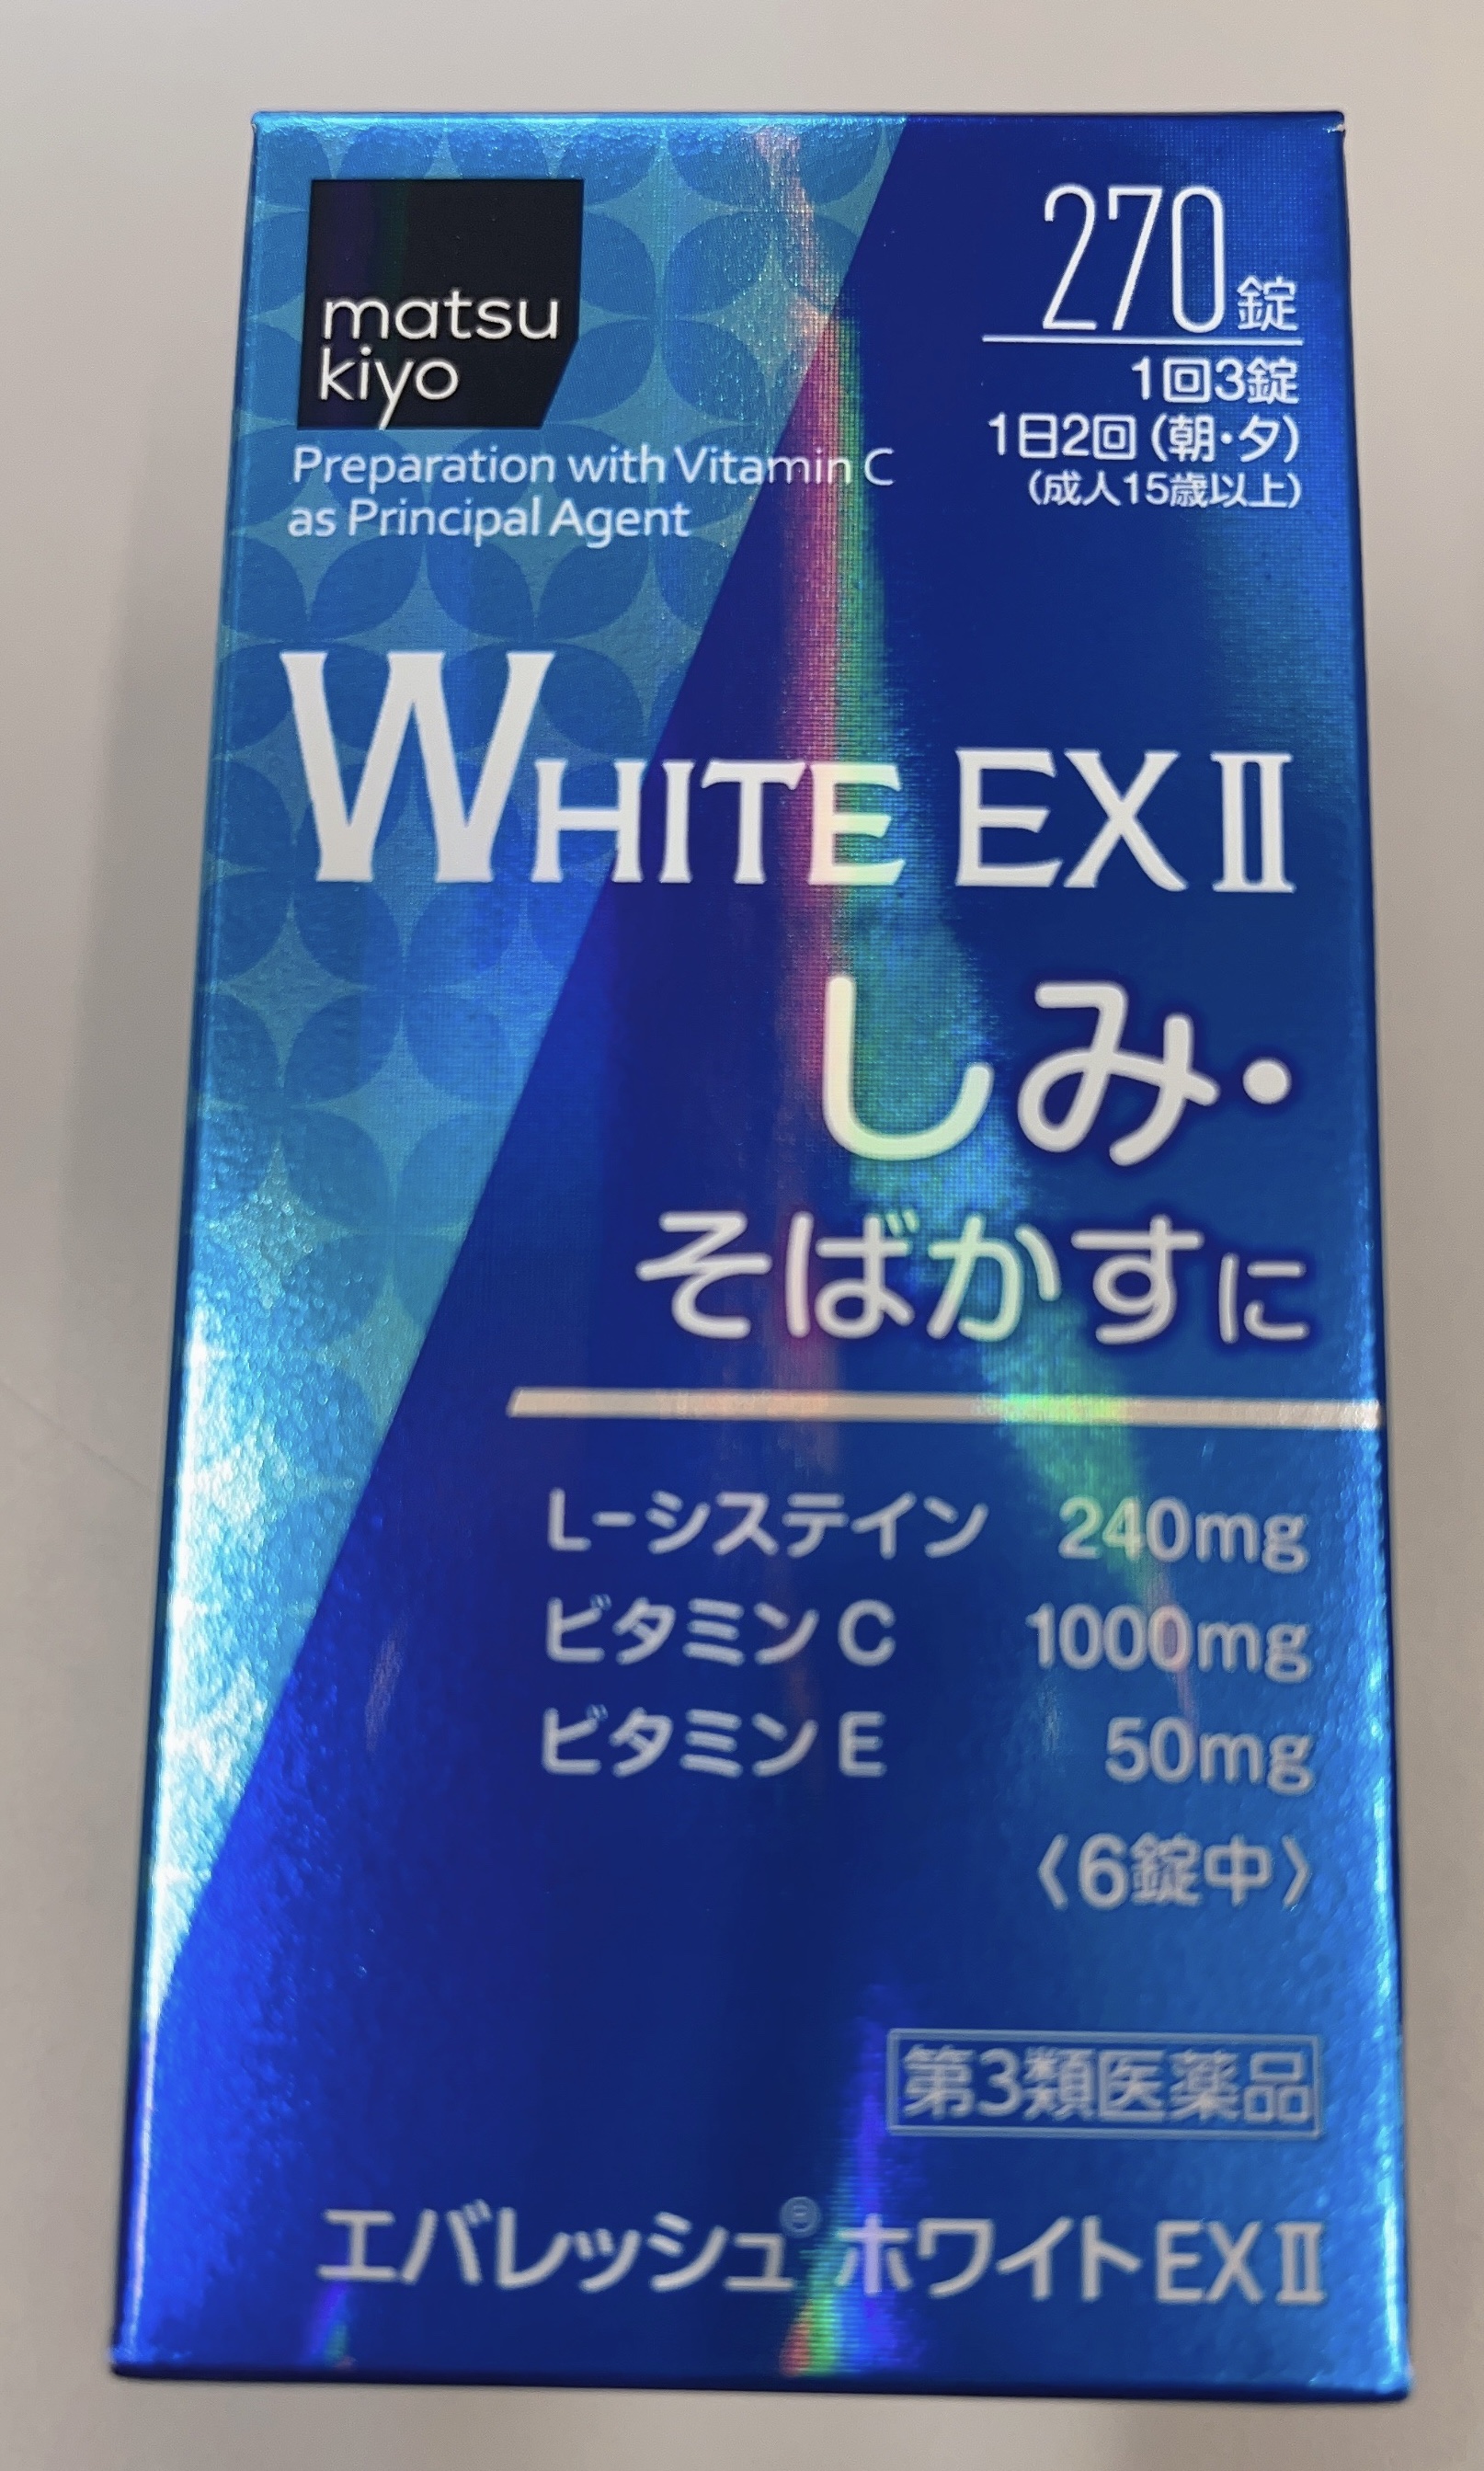 matsu
kiyo
Preparation with Vitamin C
as Principal Agent
270錠
1回3錠
1日2回(朝・夕)
(成人15歳以上)
WHITE EX Ⅱ
しみ・
そばかすに
L-システイン 240mg
ビタミンC 1000mg
ビタミンE 50mg
〈6錠中〉
第3類医薬品
エバレッシュ® ホワイトEXⅡ